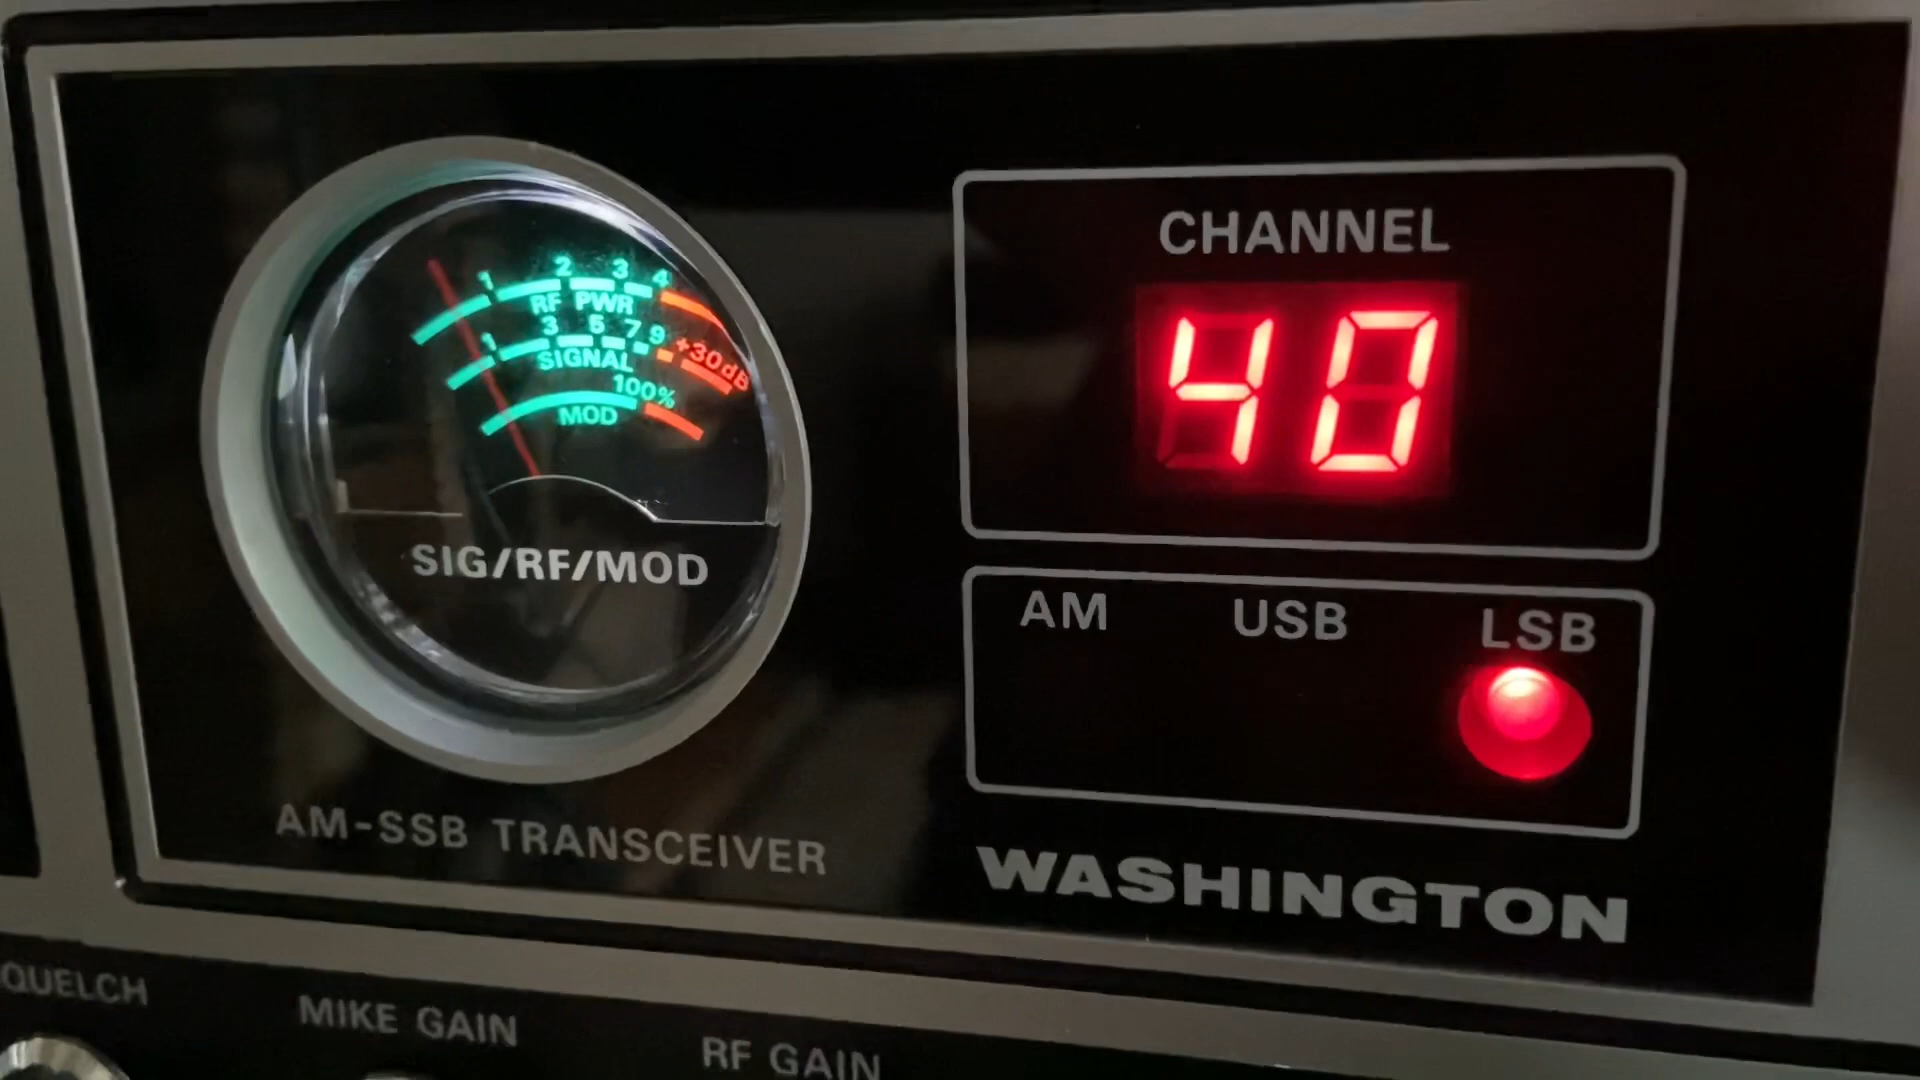 1 2 3 4
RF PWR
1 3 5 7 9 +30dB
SIGNAL
100%
MOD
SIG/RF/MOD
AM-SSB TRANSCEIVER
CHANNEL
40
AM USB LSB
WASHINGTON
QUELCH
MIKE GAIN
RF GAIN